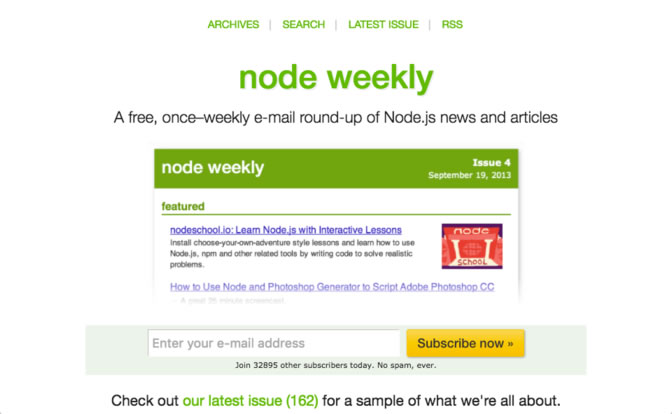 ARCHIVES | SEARCH | LATEST ISSUE | RSS
node weekly
A free, once–weekly e-mail round-up of Node.js news and articles
node weekly
Issue 4
September 19, 2013
featured
nodeschool.io: Learn Node.js with Interactive Lessons
Install choose-your-own-adventure style lessons and learn how to use
Node.js, npm and other related tools by writing code to solve realistic
problems.
node
SCHOOL
How to Use Node and Photoshop Generator to Script Adobe Photoshop CC
— A great 35 minute screencast.
Enter your e-mail address
Subscribe now »
Join 32895 other subscribers today. No spam, ever.
Check out our latest issue (162) for a sample of what we're all about.